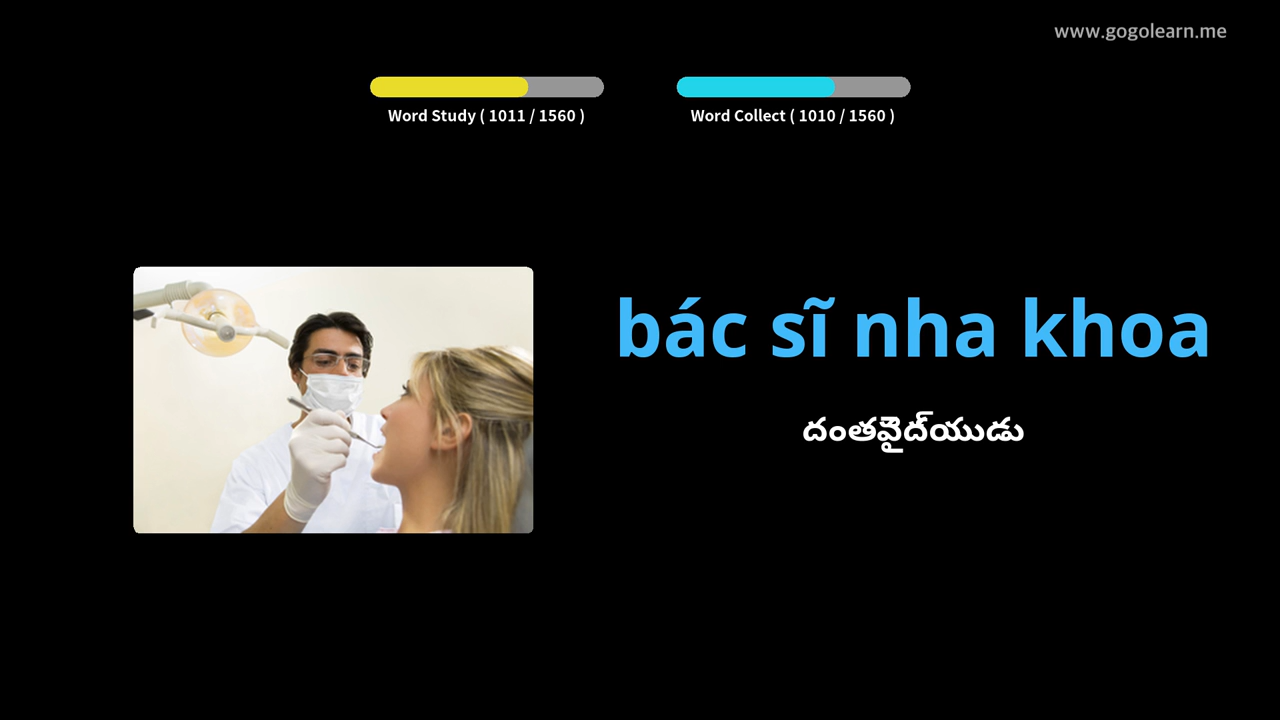 www.gogolearn.me
Word Study ( 1011 / 1560 )
Word Collect ( 1010 / 1560 )
bác sĩ nha khoa
దంతవైద్యుడు